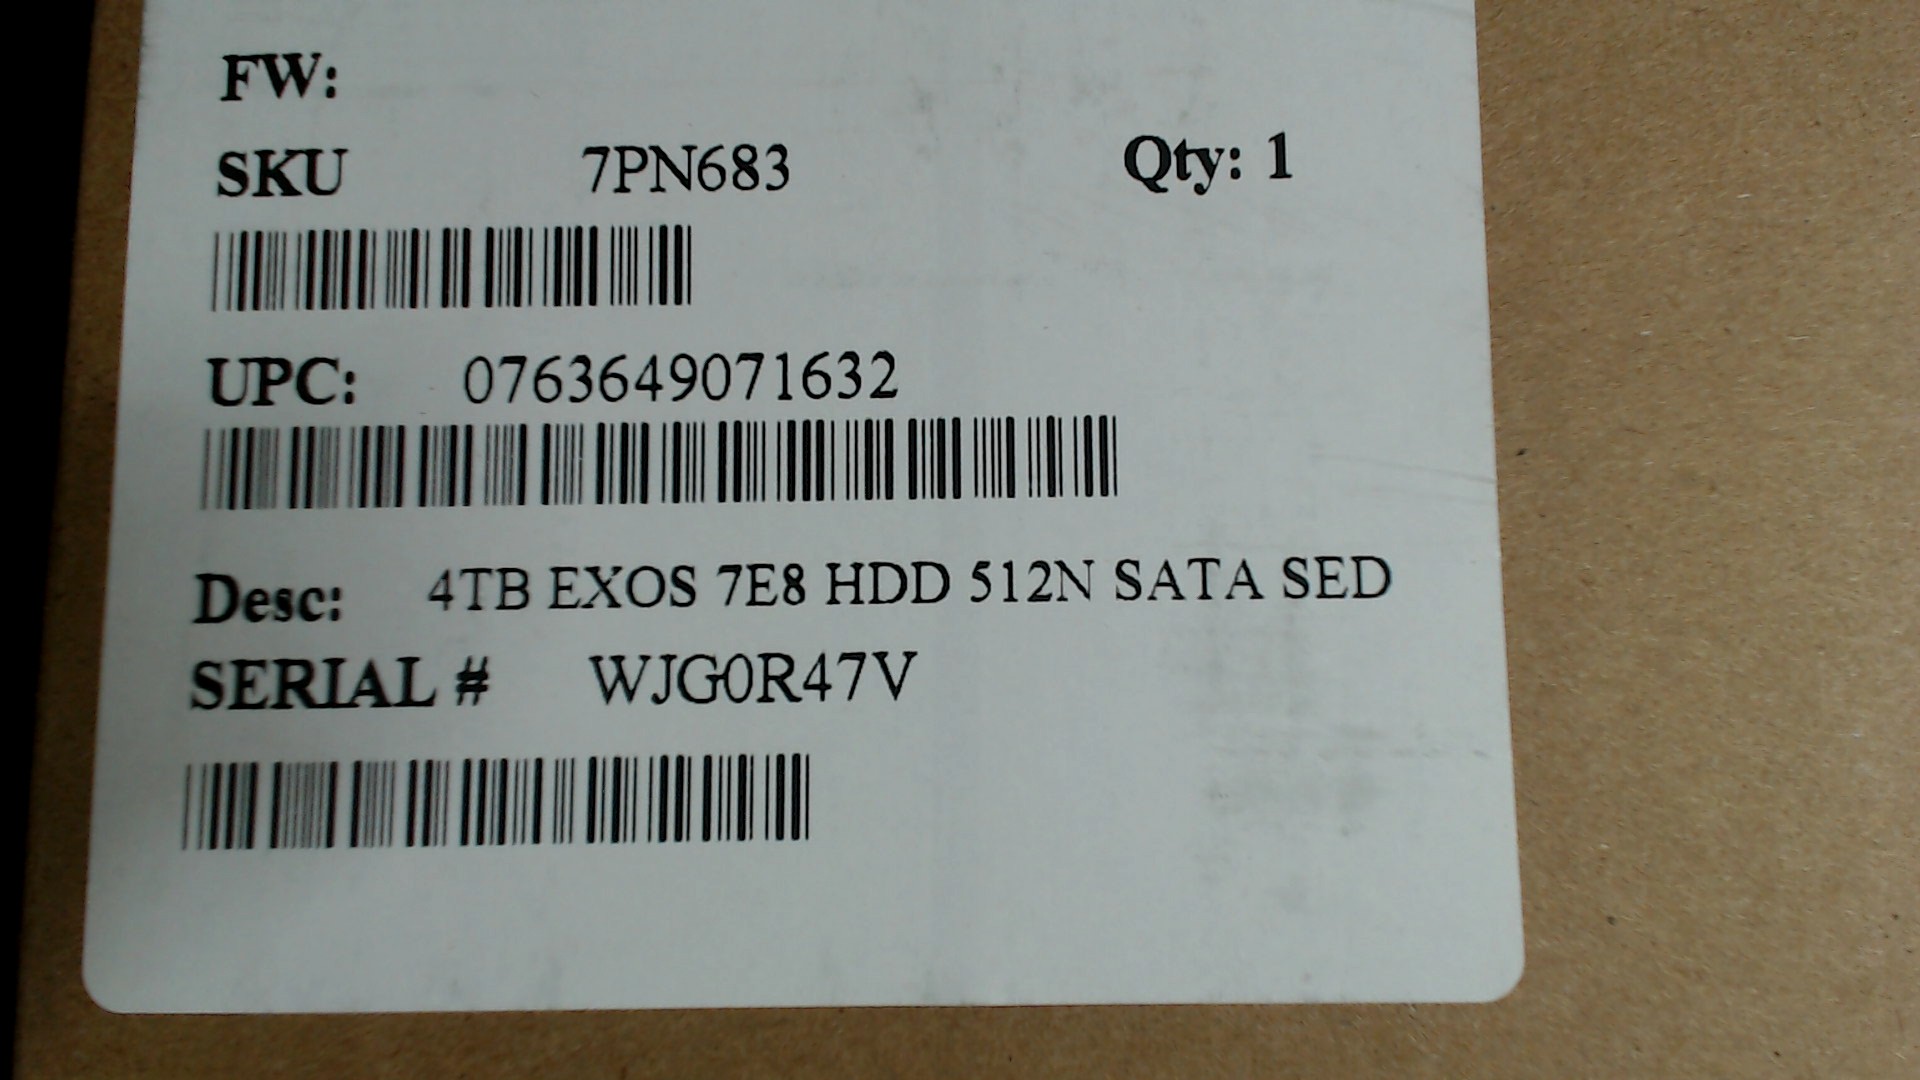 FW:
SKU 7PN683 Qty: 1
UPC: 0763649071632
Desc: 4TB EXOS 7E8 HDD 512N SATA SED
SERIAL # WJG0R47V